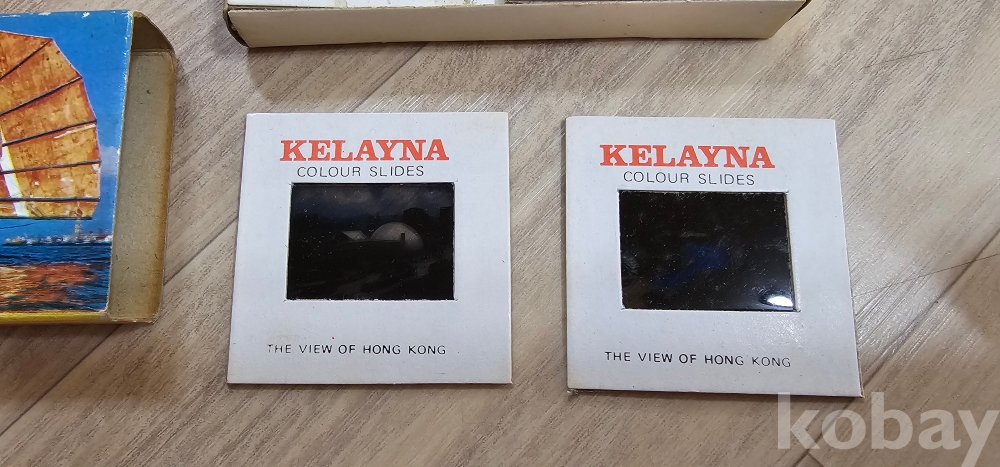 KELAYNA
COLOUR SLIDES
THE VIEW OF HONG KONG
KELAYNA
COLOUR SLIDES
THE VIEW OF HONG KONG
kobay